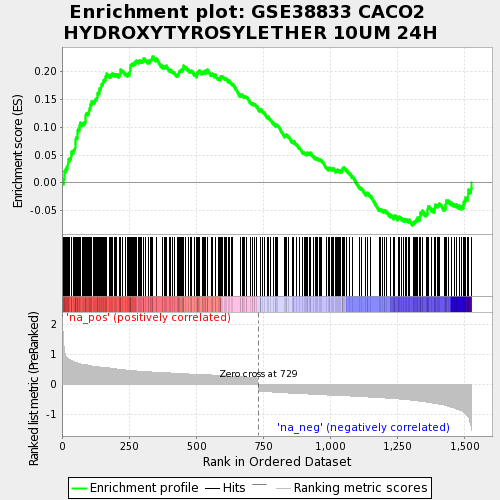 Enrichment plot: GSE38833 CACO2
HYDROXYTYROSYLETHER 10UM 24H
Enrichment score (ES)
0.20
0.15
0.10
0.05
0.00
-0.05
'na_pos' (positively correlated)
Ranked list metric (PreRanked)
2
1
0
-1
Zero cross at 729
'na_neg' (negatively correlated)
0
250
500
750
1,000
1,250
1,500
Rank in Ordered Dataset
Enrichment profile
Hits
Ranking metric scores